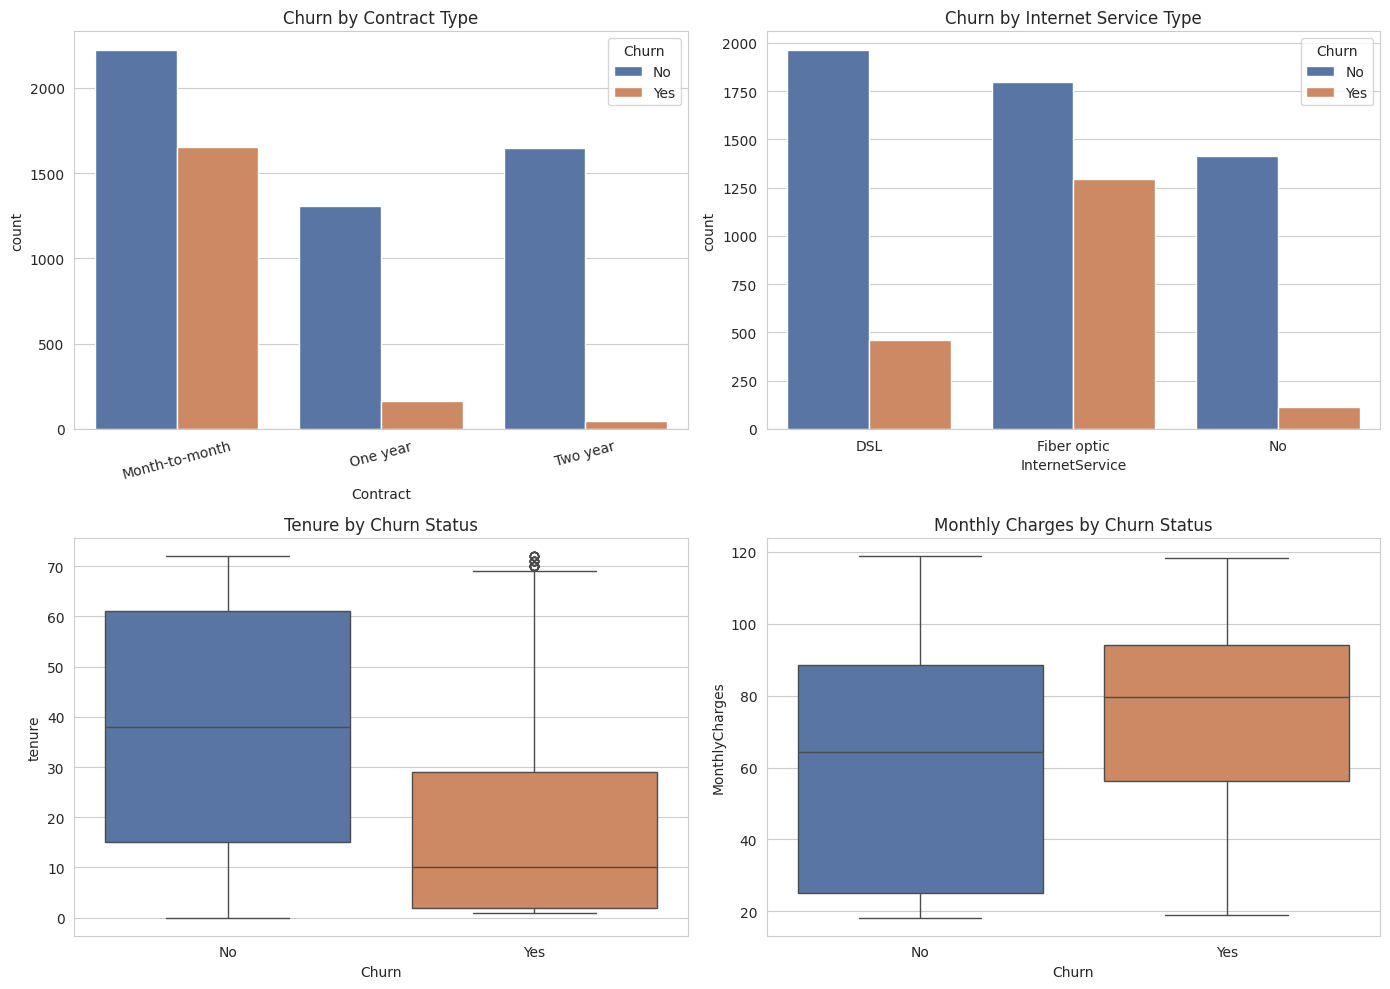 Churn by Contract Type
Churn
No
Yes
2000
1500
1000
500
0
count
Month-to-month
One year
Two year
Contract
Churn by Internet Service Type
Churn
No
Yes
2000
1750
1500
1250
1000
750
500
250
0
count
DSL
Fiber optic
No
InternetService
Tenure by Churn Status
70
60
50
40
30
20
10
0
tenure
No
Yes
Churn
Monthly Charges by Churn Status
120
100
80
60
40
20
MonthlyCharges
No
Yes
Churn